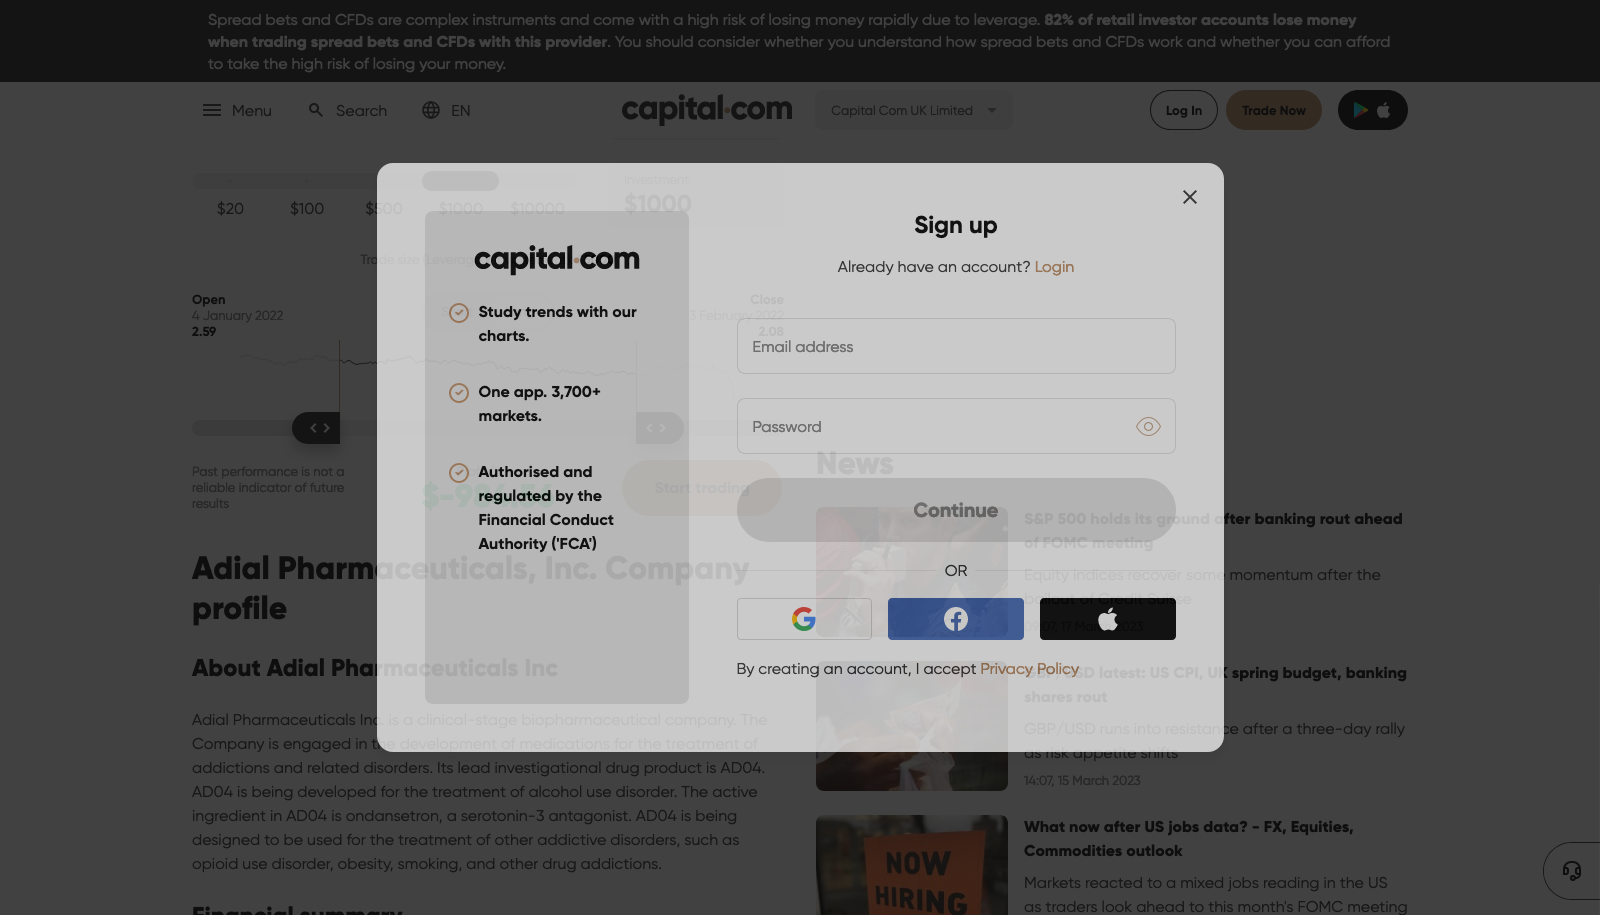 Spread bets and CFDs are complex instruments and come with a high risk of losing money rapidly due to leverage. 82% of retail investor accounts lose money
when trading spread bets and CFDs with this provider. You should consider whether you understand how spread bets and CFDs work and whether you can afford
to take the high risk of losing your money.
Menu
Search
EN
capital.com
Capital Com UK Limited
Log In
Trade Now
Investment
$1000
$20
$100
$500
$1000
$10000
Trade size (Leverage
Open
4 January 2022
2.59
Close
3 February 2022
2.08
Past performance is not a
reliable indicator of future
results
Start trading
Adial Pharmaceuticals, Inc. Company
profile
About Adial Pharmaceuticals Inc
Adial Pharmaceuticals Inc. is a clinical-stage biopharmaceutical company. The
Company is engaged in the development of medications for the treatment of
addictions and related disorders. Its lead investigational drug product is AD04.
AD04 is being developed for the treatment of alcohol use disorder. The active
ingredient in AD04 is ondansetron, a serotonin-3 antagonist. AD04 is being
designed to be used for the treatment of other addictive disorders, such as
opioid use disorder, obesity, smoking, and other drug addictions.
Financial summary
capital.com
Study trends with our
charts.
One app. 3,700+
markets.
Authorised and
regulated by the
Financial Conduct
Authority ('FCA')
Sign up
Already have an account? Login
Email address
Password
Continue
OR
By creating an account, I accept Privacy Policy
News
S&P 500 holds its ground after banking rout ahead
of FOMC meeting
Equity indices recover some momentum after the
bailout of Credit Suisse
17 March 2023
GBP/USD latest: US CPI, UK spring budget, banking
shares rout
GBP/USD runs into resistance after a three-day rally
as risk appetite shifts
14:07, 15 March 2023
NOW
HIRING
What now after US jobs data? - FX, Equities,
Commodities outlook
Markets reacted to a mixed jobs reading in the US
as traders look ahead to this month's FOMC meeting